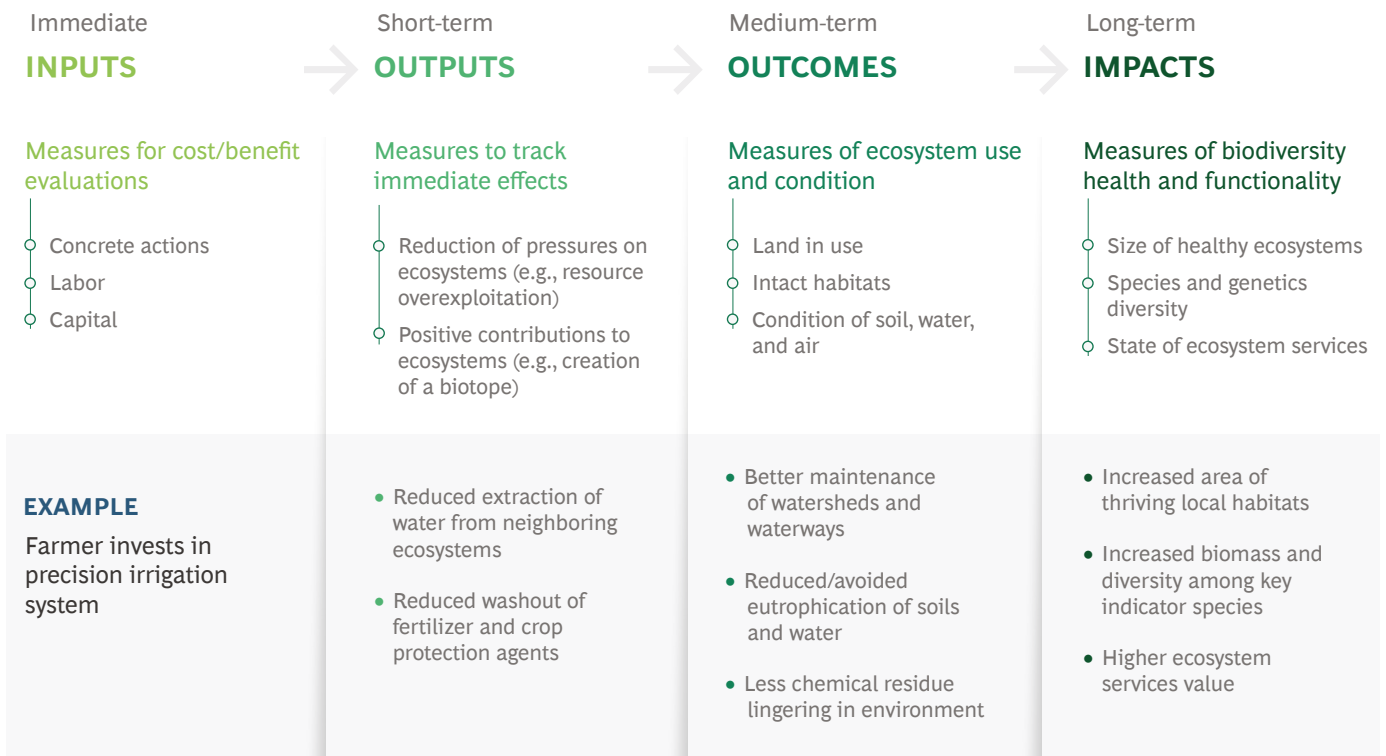 Immediate
INPUTS
Short-term
OUTPUTS
Medium-term
OUTCOMES
Long-term
IMPACTS
Measures for cost/benefit
evaluations
Concrete actions
Labor
Capital
Measures to track
immediate effects
Reduction of pressures on
ecosystems (e.g., resource
overexploitation)
Positive contributions to
ecosystems (e.g., creation
of a biotope)
Measures of ecosystem use
and condition
Land in use
Intact habitats
Condition of soil, water,
and air
Measures of biodiversity
health and functionality
Size of healthy ecosystems
Species and genetics
diversity
State of ecosystem services
EXAMPLE
Farmer invests in
precision irrigation
system
• Reduced extraction of
water from neighboring
ecosystems
• Reduced washout of
fertilizer and crop
protection agents
• Better maintenance
of watersheds and
waterways
• Reduced/avoided
eutrophication of soils
and water
• Less chemical residue
lingering in environment
• Increased area of
thriving local habitats
• Increased biomass and
diversity among key
indicator species
• Higher ecosystem
services value